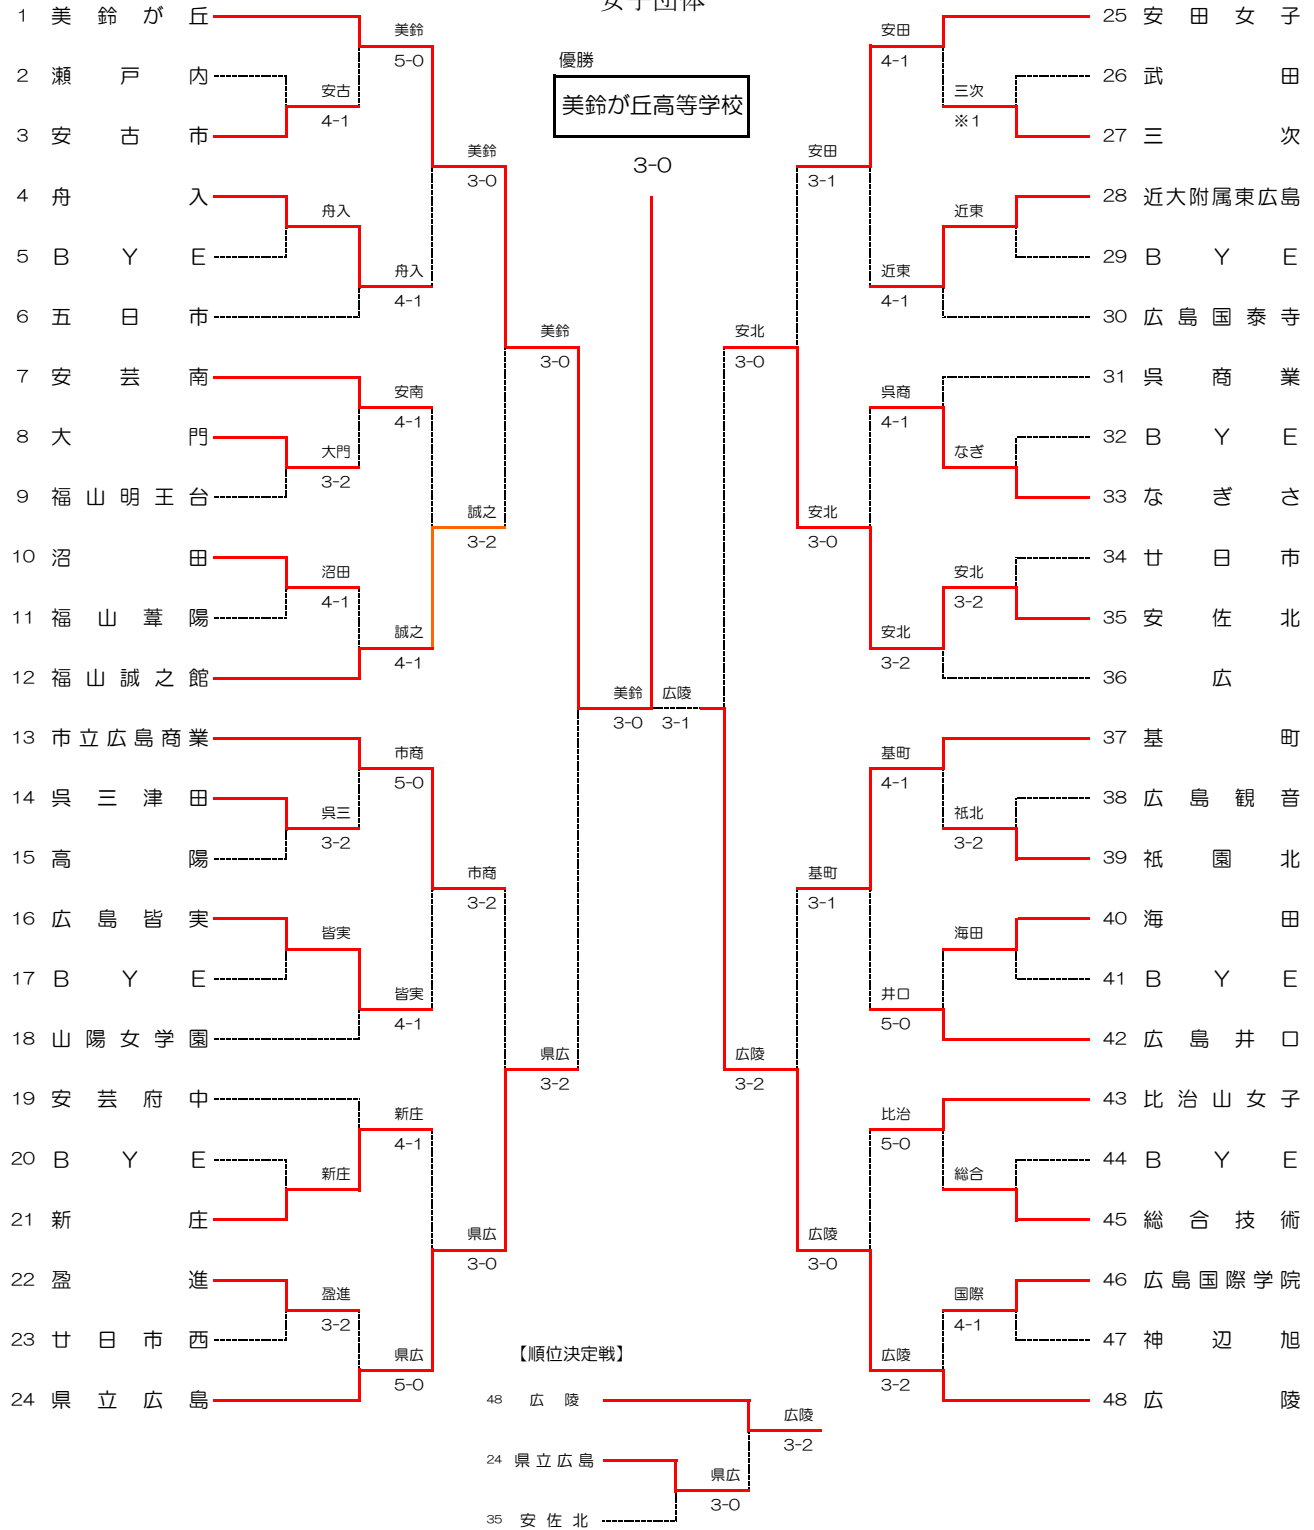 女子団体
優勝
美鈴が丘高等学校
3-0
1 美鈴が丘
2 瀬戸内
3 安古市
4 舟入
5 BYE
6 五日市
7 安芸南
8 大門
9 福山明王台
10 沼田
11 福山葦陽
12 福山誠之館
13 市立広島商業
14 呉三津田
15 高陽
16 広島皆実
17 BYE
18 山陽女学園
19 安芸府中
20 BYE
21 新庄
22 盈進
23 廿日市西
24 県立広島
安古
4-1
舟入
大門
3-2
沼田
4-1
呉三
3-2
皆実
新庄
盈進
3-2
美鈴
5-0
舟入
4-1
安南
4-1
誠之
4-1
市商
5-0
皆実
4-1
新庄
4-1
県広
5-0
美鈴
3-0
誠之
3-2
市商
3-2
県広
3-0
美鈴
3-0
県広
3-2
美鈴
3-0
広陵
3-1
安北
3-0
広陵
3-2
安田
3-1
安北
3-0
基町
3-1
広陵
3-0
安田
4-1
近東
4-1
呉商
4-1
安北
3-2
基町
4-1
井口
5-0
比治
5-0
広陵
3-2
三次
※1
近東
なぎ
安北
3-2
祇北
3-2
海田
総合
国際
4-1
25 安田女子
26 武田
27 三次
28 近大附属東広島
29 BYE
30 広島国泰寺
31 呉商業
32 BYE
33 なぎさ
34 廿日市
35 安佐北
36 広
37 基町
38 広島観音
39 祇園北
40 海田
41 BYE
42 広島井口
43 比治山女子
44 BYE
45 総合技術
46 広島国際学院
47 神辺旭
48 広陵
【順位決定戦】
48 広陵
24 県立広島
35 安佐北
県広
3-0
広陵
3-2